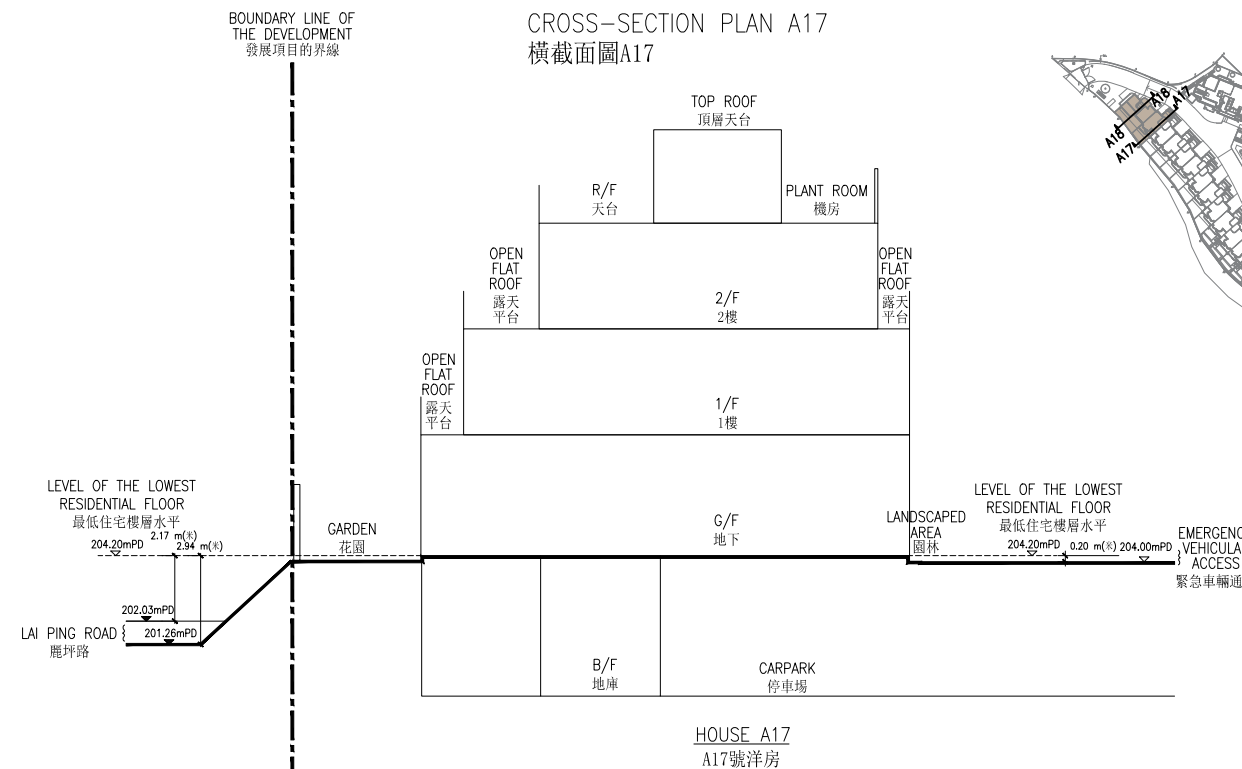 CROSS-SECTION PLAN A17
橫截面圖A17
BOUNDARY LINE OF
THE DEVELOPMENT
發展項目的界線
A18
A17
A18
A17
TOP ROOF
頂層天台
R/F
天台
PLANT ROOM
機房
OPEN
FLAT
ROOF
露天
平台
OPEN
FLAT
ROOF
露天
平台
2/F
2樓
OPEN
FLAT
ROOF
露天
平台
1/F
1樓
LEVEL OF THE LOWEST
RESIDENTIAL FLOOR
最低住宅樓層水平
2.17 m(米)
204.20mPD
2.94 m(米)
GARDEN
花園
G/F
地下
LANDSCAPED
AREA
園林
LEVEL OF THE LOWEST
RESIDENTIAL FLOOR
最低住宅樓層水平
204.20mPD
0.20 m(米)
204.00mPD
EMERGENC
VEHICULA
ACCESS
緊急車輛通
202.03mPD
LAI PING ROAD
麗坪路
201.26mPD
B/F
地庫
CARPARK
停車場
HOUSE A17
A17號洋房